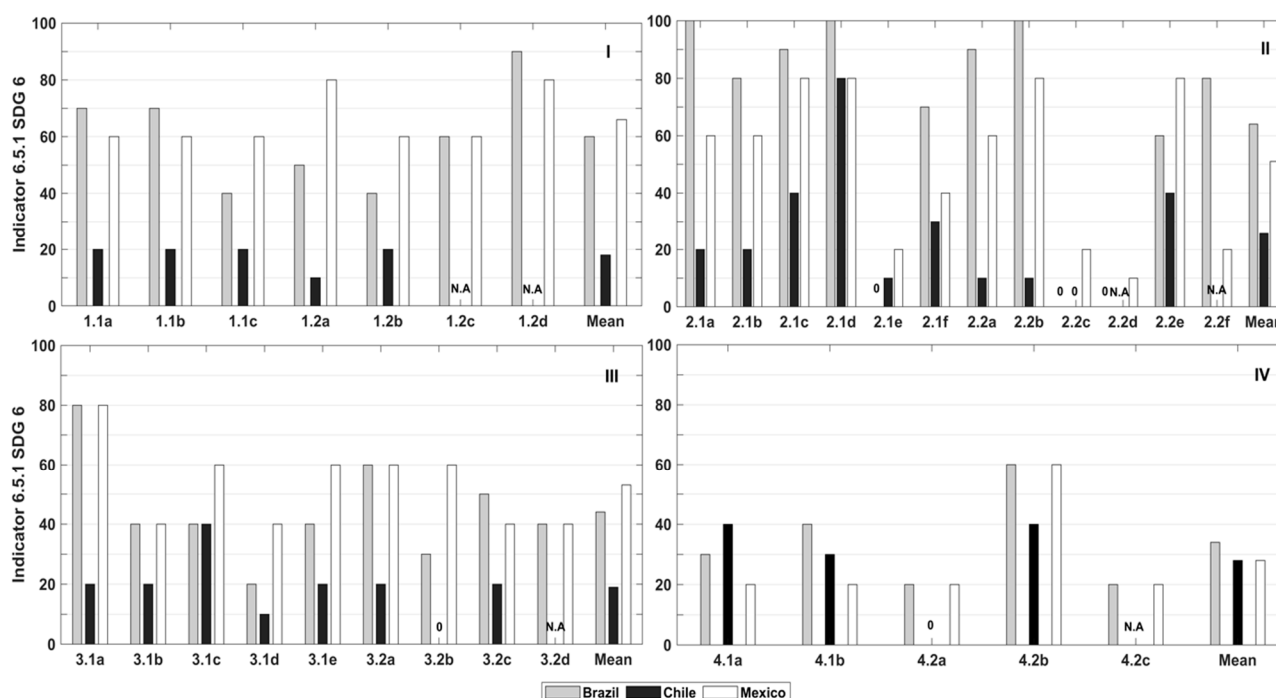 100
80
60
40
20
0
Indicator 6.5.1 SDG 6
I
N.A
N.A
1.1a 1.1b 1.1c 1.2a 1.2b 1.2c 1.2d Mean
100
80
60
40
20
0
II
0
0 0
0 N.A
N.A
2.1a 2.1b 2.1c 2.1d 2.1e 2.1f 2.2a 2.2b 2.2c 2.2d 2.2e 2.2f Mean
100
80
60
40
20
0
Indicator 6.5.1 SDG 6
III
0
N.A
3.1a 3.1b 3.1c 3.1d 3.1e 3.2a 3.2b 3.2c 3.2d Mean
100
80
60
40
20
0
IV
0
N.A
4.1a 4.1b 4.2a 4.2b 4.2c Mean
Brazil Chile Mexico